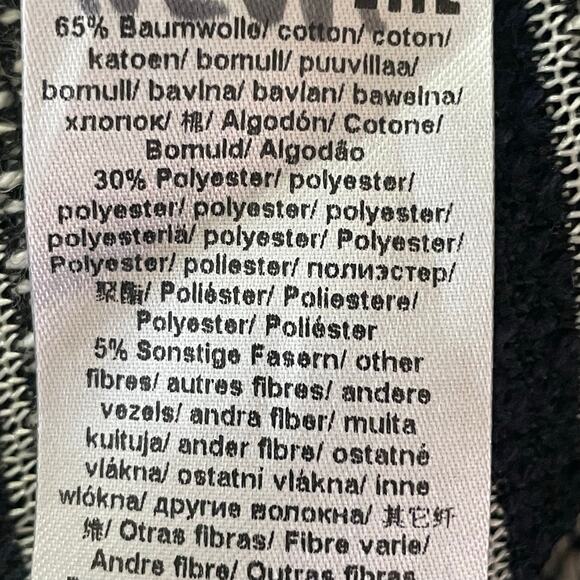 65% Baumwolle/ cotton/ coton/
katoen/ bomull/ puuvillaa/
bomull/ bavlna/ bavlan/ bawelna/
хлопок/ 棉/ Algodón/ Cotone/
Bomuld/ Algodão
30% Polyester/ polyester/
polyester/ polyester/ polyester/
polyesteria/ polyester/ Polyester/
Polyester/ poliester/ полиэстер/
聚酯/ Poliéster/ Poliestere/
Polyester/ Poliéster
5% Sonstige Fasern/ other
fibres/ autres fibres/ andere
vezels/ andra fiber/ muita
kuituja/ ander fibre/ ostatné
vlákna/ ostatní vlákna/ inne
wlókna/ другие волокна/ 其它纤
维/ Otras fibras/ Fibre varie/
Andre fibre/ Outras fibras